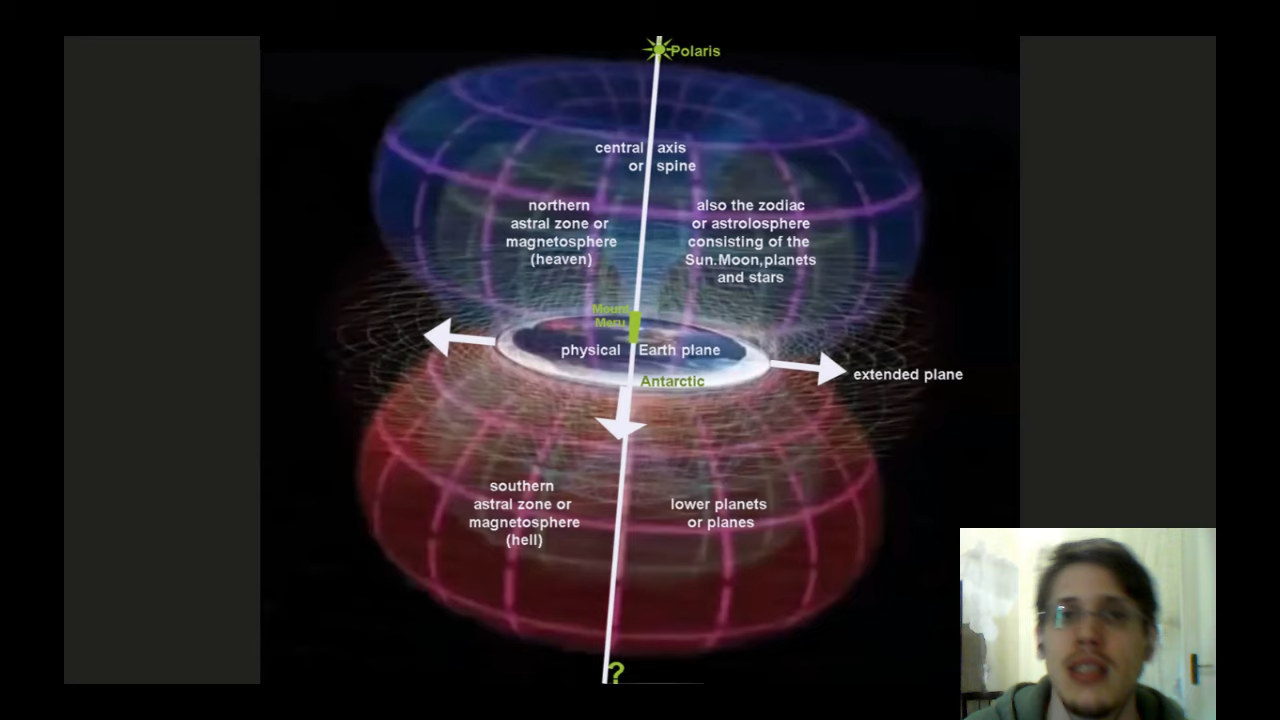 Polaris
central axis
or spine
northern
astral zone or
magnetosphere
(heaven)
also the zodiac
or astrolosphere
consisting of the
Sun.Moon,planets
and stars
Mount
Meru
physical Earth plane
extended plane
Antarctic
southern
astral zone or
magnetosphere
(hell)
lower planets
or planes
?